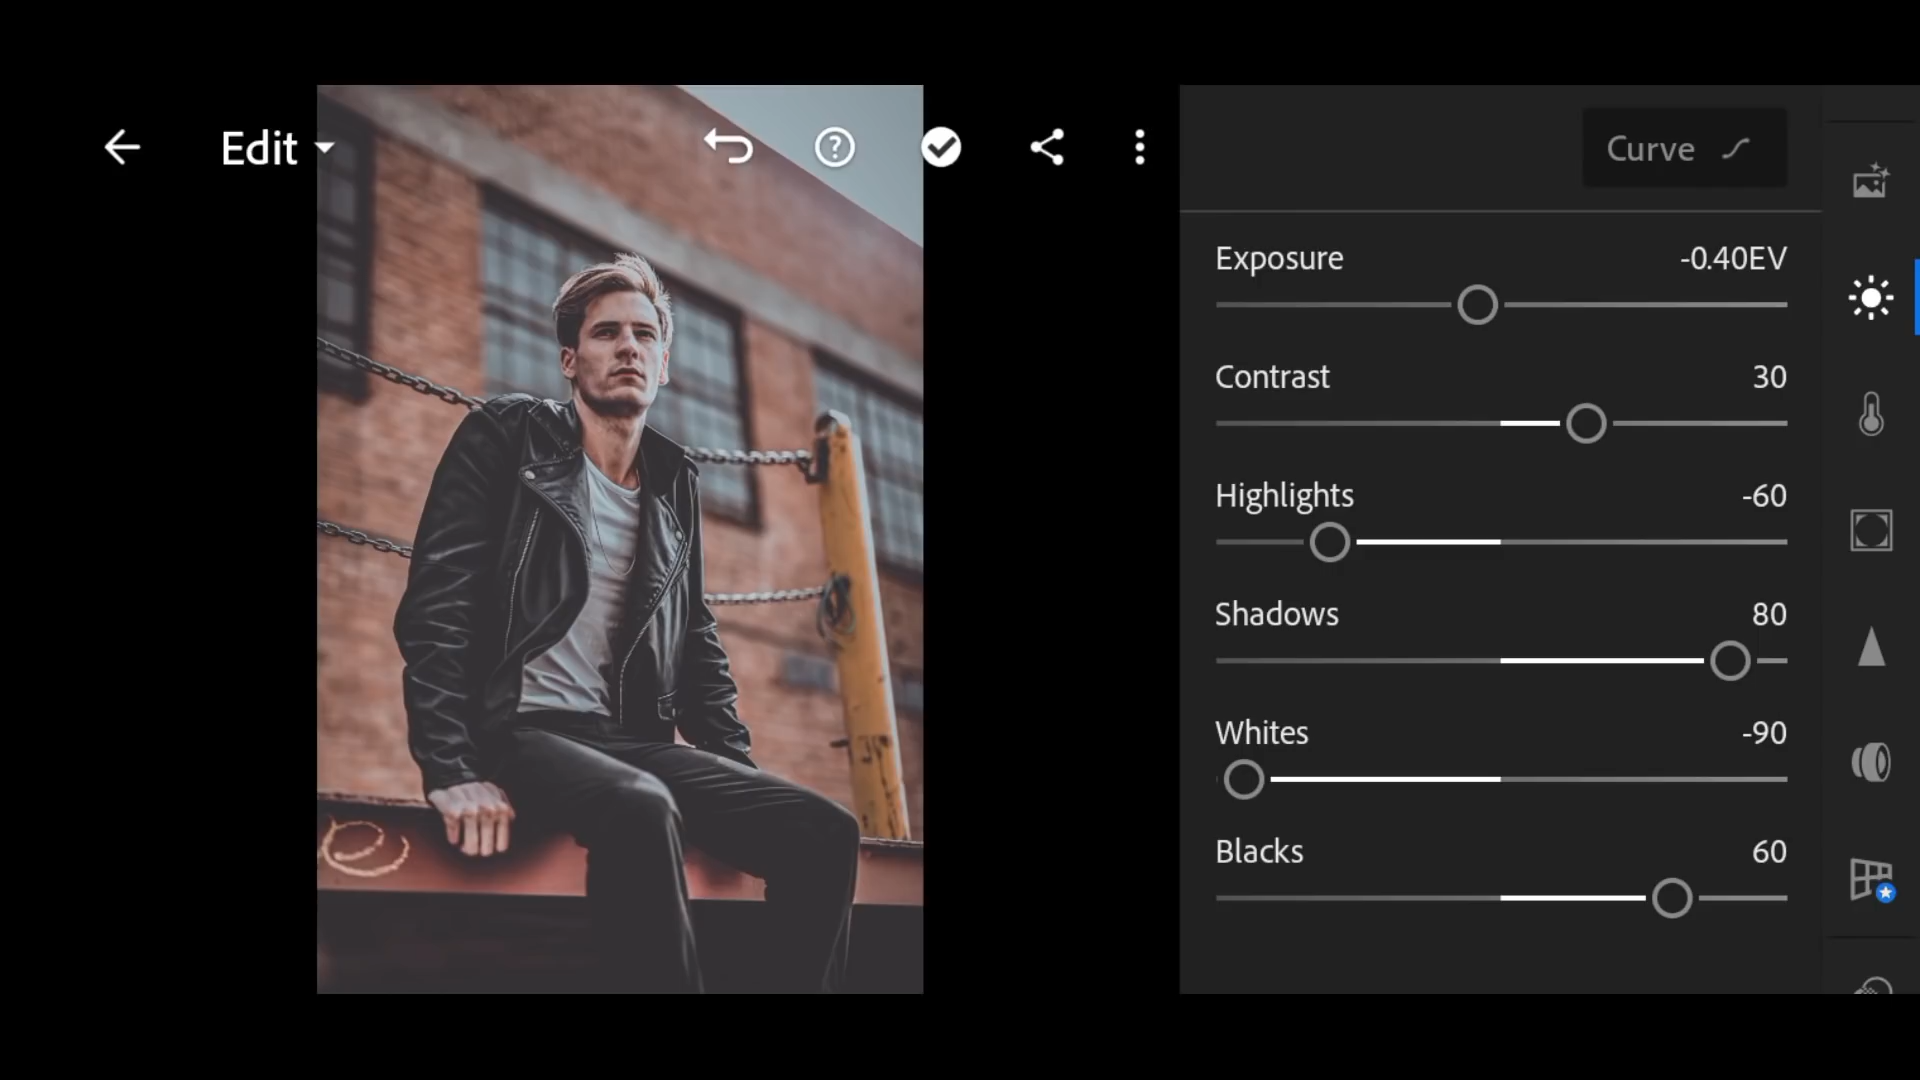 Edit
Curve
Exposure -0.40EV
Contrast 30
Highlights -60
Shadows 80
Whites -90
Blacks 60